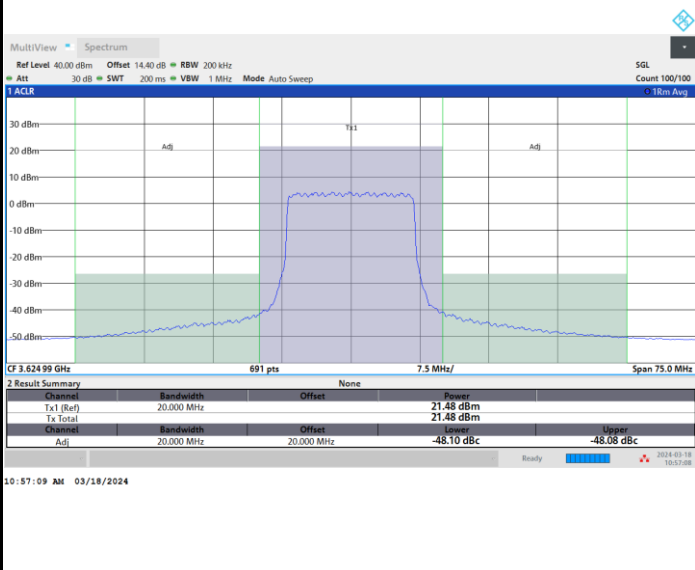 MultiView Spectrum
Ref Level 40.00 dBm Offset 14.40 dB RBW 200 kHz SGL
Att 30 dB SWT 200 ms VBW 1 MHz Mode Auto Sweep Count 100/100
1 ACLR 1Rm Avg
30 dBm
20 dBm
10 dBm
0 dBm
-10 dBm
-20 dBm
-30 dBm
-40 dBm
-50 dBm
Adj Tx1 Adj
CF 3.624 99 GHz 691 pts 7.5 MHz/ Span 75.0 MHz
2 Result Summary None
Channel Bandwidth Offset Power
Tx1 (Ref) 20.000 MHz 21.48 dBm
Tx Total 21.48 dBm
Channel Bandwidth Offset Lower Upper
Adj 20.000 MHz 20.000 MHz -48.10 dBc -48.08 dBc
Ready 2024-03-18
10:57:08
10:57:09 AM 03/18/2024